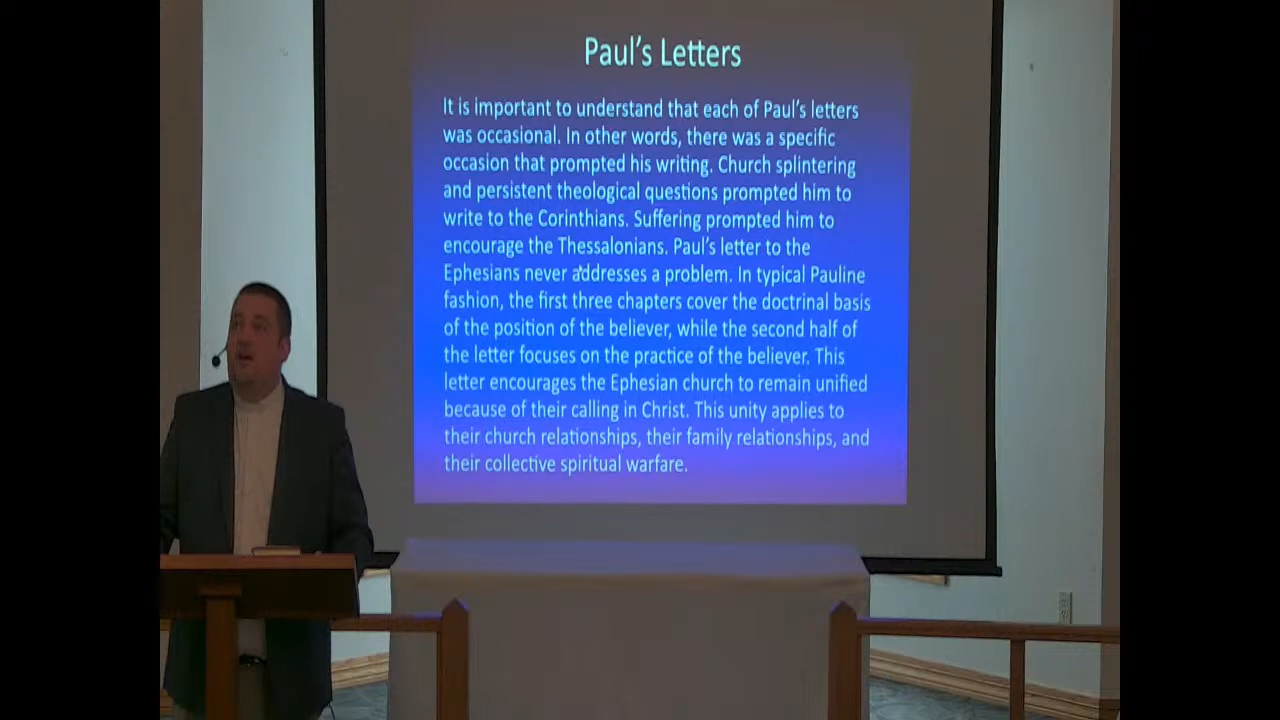 Paul's Letters
It is important to understand that each of Paul's letters
was occasional. In other words, there was a specific
occasion that prompted his writing. Church splintering
and persistent theological questions prompted him to
write to the Corinthians. Suffering prompted him to
encourage the Thessalonians. Paul's letter to the
Ephesians never addresses a problem. In typical Pauline
fashion, the first three chapters cover the doctrinal basis
of the position of the believer, while the second half of
the letter focuses on the practice of the believer. This
letter encourages the Ephesian church to remain unified
because of their calling in Christ. This unity applies to
their church relationships, their family relationships, and
their collective spiritual warfare.